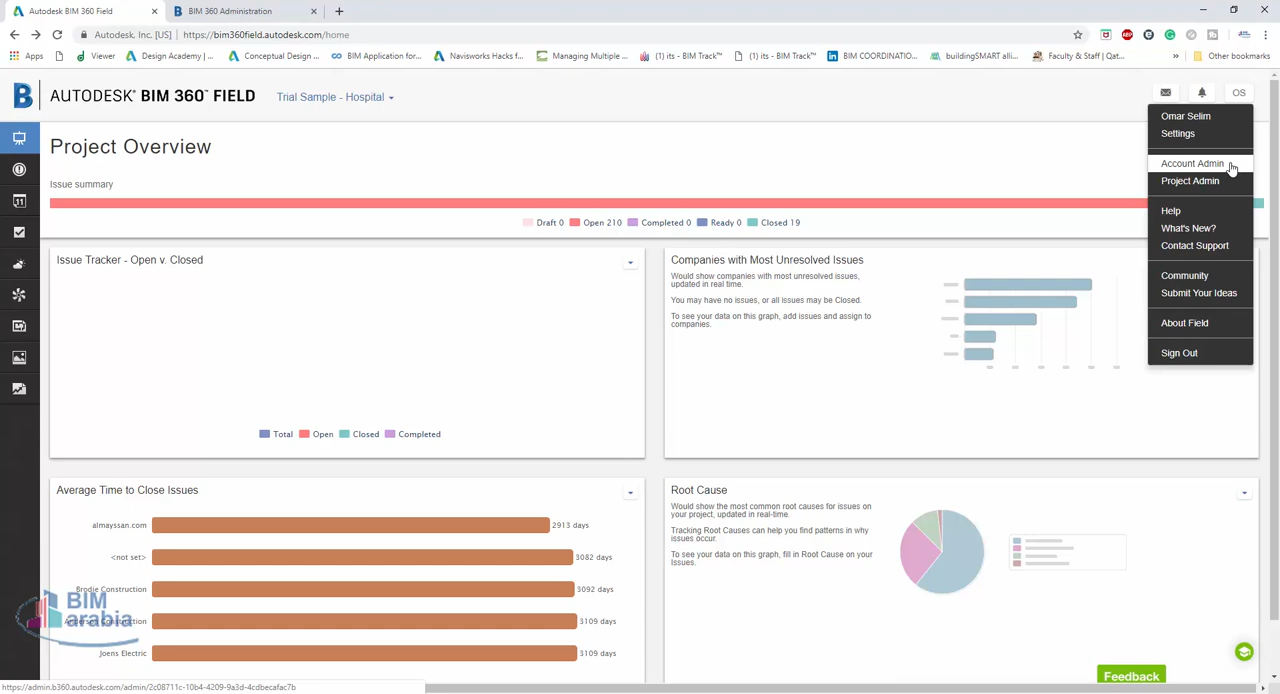 Autodesk BIM 360 Field
BIM 360 Administration
Autodesk, Inc. [US]
https://bim360field.autodesk.com/home
Apps
Viewer
Design Academy |...
Conceptual Design ...
BIM Application for...
Navisworks Hacks f...
Managing Multiple ...
(1) its - BIM Track™
(1) its - BIM Track™
BIM COORDINATIO...
buildingSMART alli...
Faculty & Staff | Qat...
»
Other bookmarks
AUTODESK® BIM 360™ FIELD
Trial Sample - Hospital
OS
Omar Selim
Settings
Account Admin
Project Admin
Help
What's New?
Contact Support
Community
Submit Your Ideas
About Field
Sign Out
Project Overview
Issue summary
Draft 0 Open 210 Completed 0 Ready 0 Closed 19
Issue Tracker - Open v. Closed
Total Open Closed Completed
Companies with Most Unresolved Issues
Would show companies with most unresolved issues,
updated in real time.
You may have no issues, or all issues may be Closed.
To see your data on this graph, add issues and assign to
companies.
Average Time to Close Issues
almayssan.com 2913 days
<not set> 3082 days
Brodie Construction 3092 days
Andersen Construction 3109 days
Joens Electric 3109 days
Root Cause
Would show the most common root causes for issues on
your project, updated in real-time.
Tracking Root Causes can help you find patterns in why
issues occur.
To see your data on this graph, fill in Root Cause on your
Issues.
BIM
arabia
Feedback
https://admin.b360.autodesk.com/admin/2c08711c-10b4-4209-9a3d-4cdbecafac7b